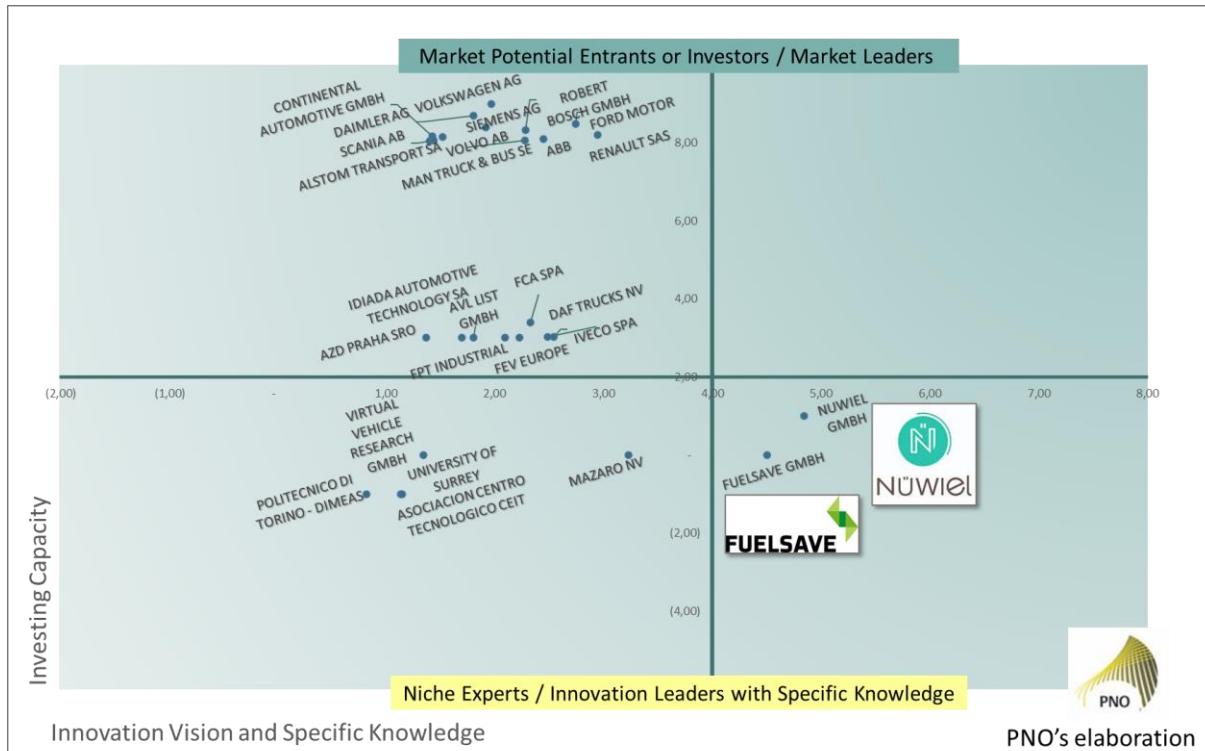 Market Potential Entrants or Investors / Market Leaders
CONTINENTAL
AUTOMOTIVE GMBH
DAIMLER AG
VOLKSWAGEN AG
SCANIA AB
SIEMENS AG
ROBERT
BOSCH GMBH
FORD MOTOR
ALSTOM TRANSPORT SA
VOLVO AB
MAN TRUCK & BUS SE
ABB
RENAULT SAS
8,00
6,00
IDIADA AUTOMOTIVE
TECHNOLOGY SA
AVL LIST
GMBH
FCA SPA
DAF TRUCKS NV
4,00
AZD PRAHA SRO
FPT INDUSTRIAL
FEV EUROPE
IVECO SPA
2,00
(2,00)
(1,00)
-
1,00
2,00
3,00
4,00
5,00
6,00
7,00
8,00
VIRTUAL
VEHICLE
RESEARCH
GMBH
POLITECNICO DI
TORINO - DIMEAS
UNIVERSITY OF
SURREY
ASOCIACION CENTRO
TECNOLOGICO CEIT
MAZARO NV
-
FUELSAVE GMBH
NUWIEL
GMBH
NÜWIEL
FUELSAVE
(2,00)
(4,00)
Investing Capacity
Niche Experts / Innovation Leaders with Specific Knowledge
Innovation Vision and Specific Knowledge
PNO
PNO's elaboration